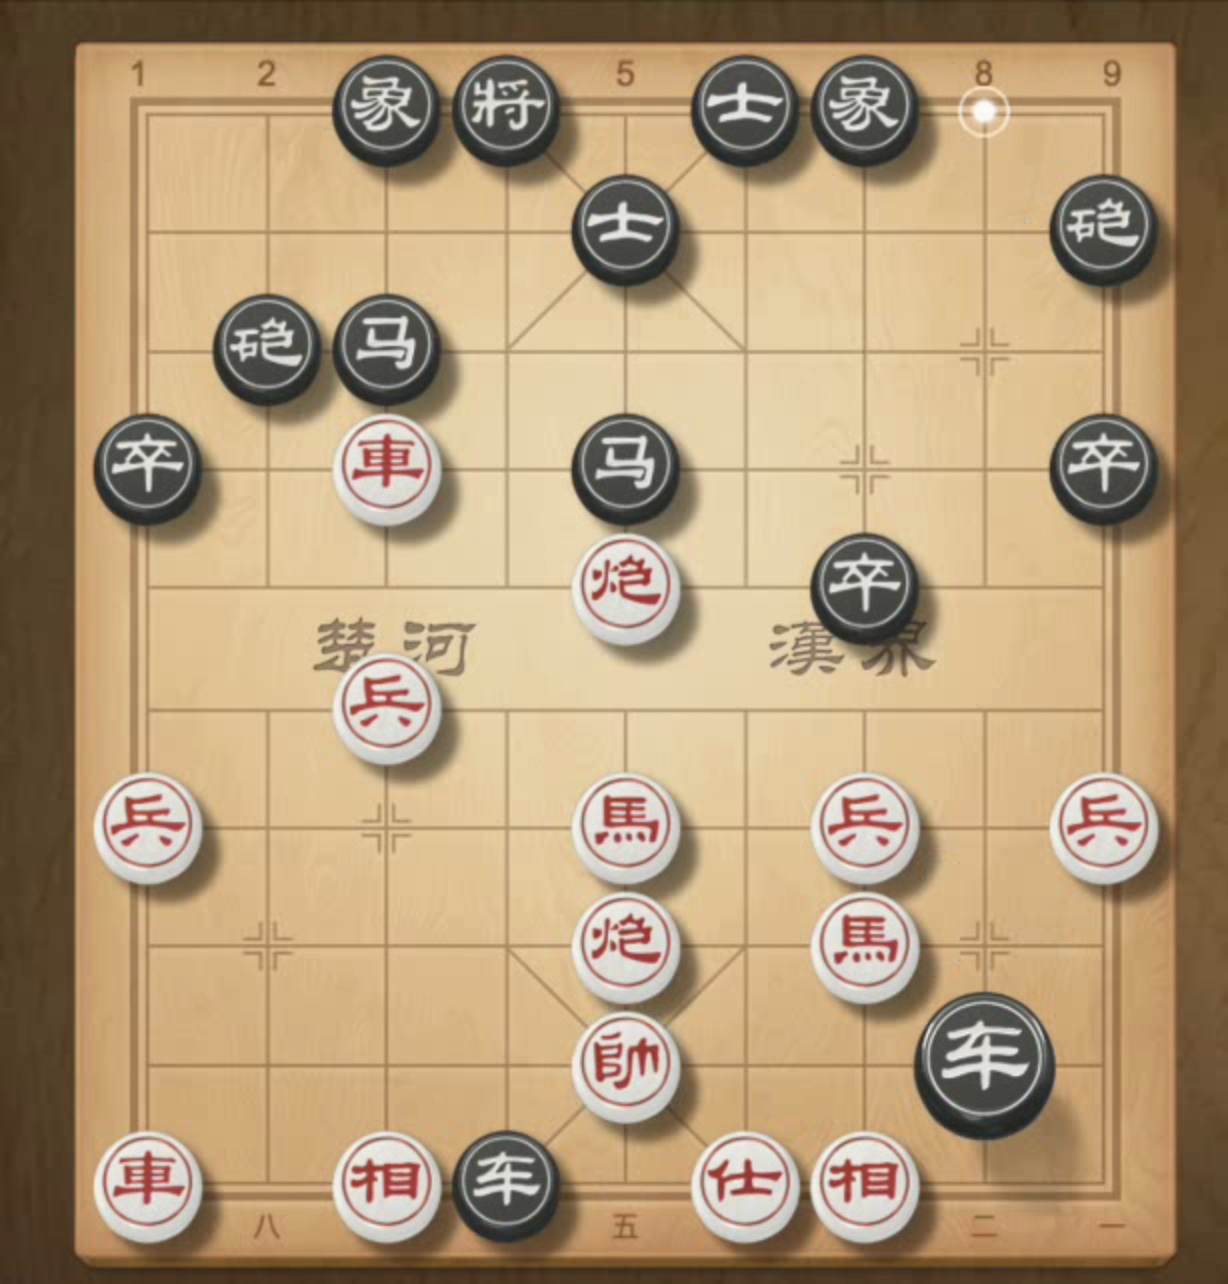 1 2 5 8 9
象 將 士 象
士 砲
砲 马
卒 車 马 卒
炮 卒
楚河 漢界
兵
兵 馬 兵 兵
炮 馬
帥 车
車 相 车 仕 相
八 五 二 一